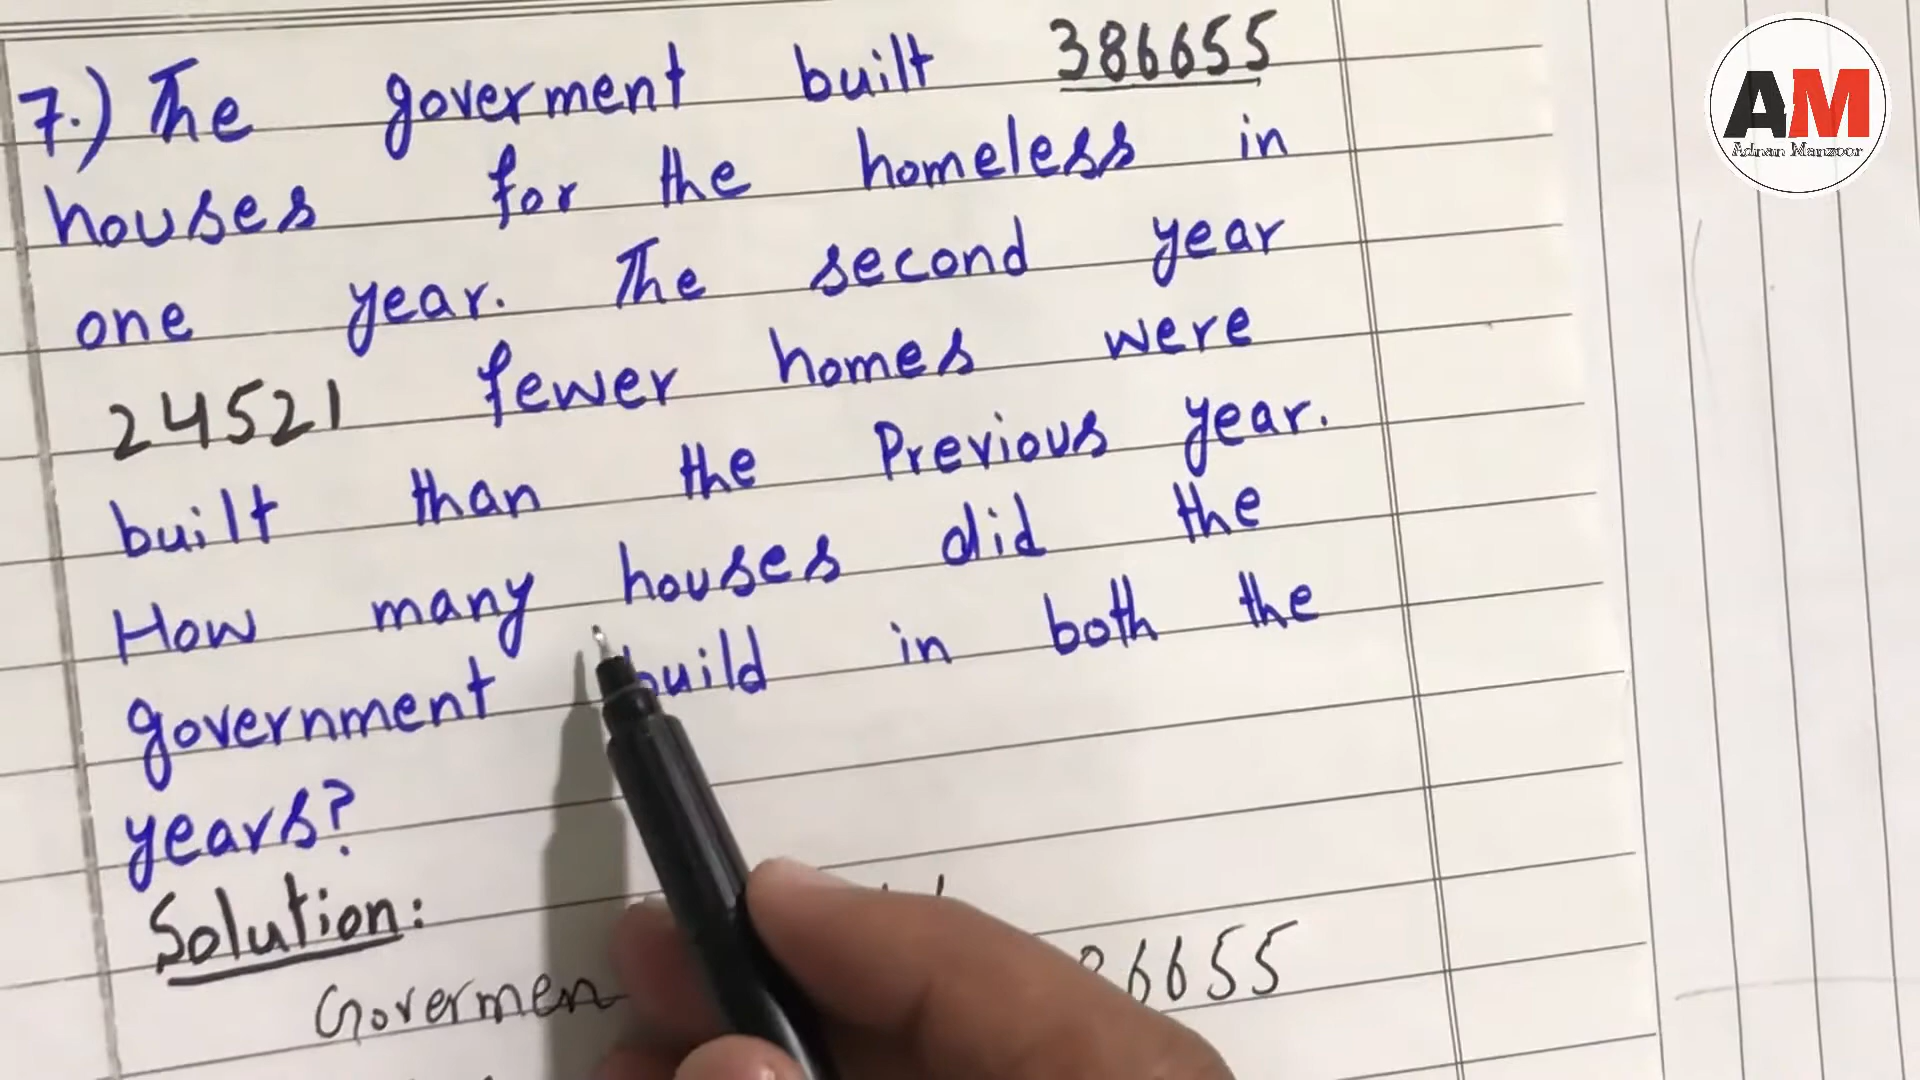 7.) The goverment built 386655
houses for the homeless in
one year. The second year
24521 fewer homes were
built than the Previous year.
How many houses did the
government build in both the
years?
Solution:
Govermen 86655
AM
Adnan Manzoor